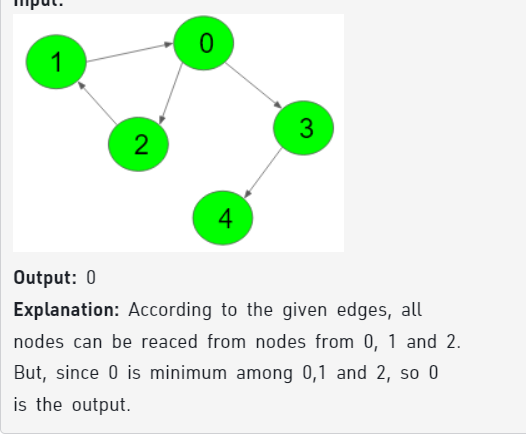 Input:
0
1
3
2
4
Output: 0
Explanation: According to the given edges, all
nodes can be reaced from nodes from 0, 1 and 2.
But, since 0 is minimum among 0,1 and 2, so 0
is the output.